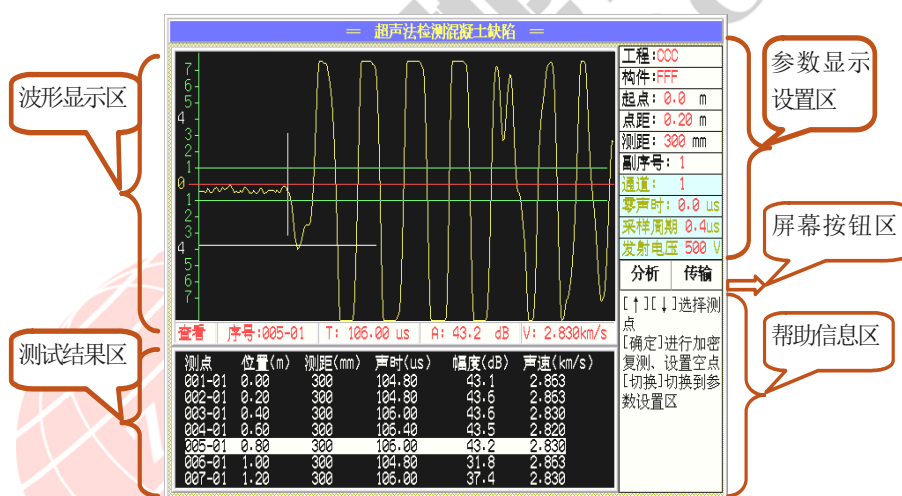 ═ 超声法检测混凝土缺陷 ═
波形显示区
7
6
5
4
3
2
1
0
1
2
3
4
5
6
7
工程:CCC
构件:FFF
起点: 0.0 m
点距: 0.20 m
测距: 300 mm
副序号: 1
通道: 1
零声时: 0.0 us
采样周期 0.4us
发射电压 500 V
参数显示
设置区
分析 传输
屏幕按钮区
[↑][↓]选择测
点
[确定]进行加密
复测、设置空点
[切换]切换到参
数设置区
帮助信息区
查看 序号:005-01 T: 106.00 us A: 43.2 dB V: 2.830km/s
测试结果区
测点 位置(m) 测距(mm) 声时(us) 幅度(dB) 声速(km/s)
001-01 0.00 300 104.80 43.1 2.863
002-01 0.20 300 104.80 43.6 2.863
003-01 0.40 300 106.00 43.6 2.830
004-01 0.60 300 106.40 43.5 2.820
005-01 0.80 300 106.00 43.2 2.830
006-01 1.00 300 104.80 31.8 2.863
007-01 1.20 300 106.00 37.4 2.830